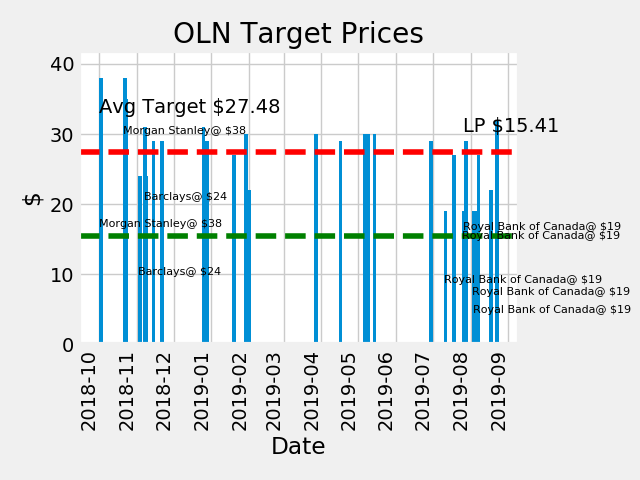 OLN Target Prices
40
Avg Target $27.48
Morgan Stanley@ $38
LP $15.41
30
$
20
Barclays@ $24
Morgan Stanley@ $38
Royal Bank of Canada@ $19
Royal Bank of Canada@ $19
10
Barclays@ $24
Royal Bank of Canada@ $19
Royal Bank of Canada@ $19
Royal Bank of Canada@ $19
0
2018-10
2018-11
2018-12
2019-01
2019-02
2019-03
2019-04
2019-05
2019-06
2019-07
2019-08
2019-09
Date